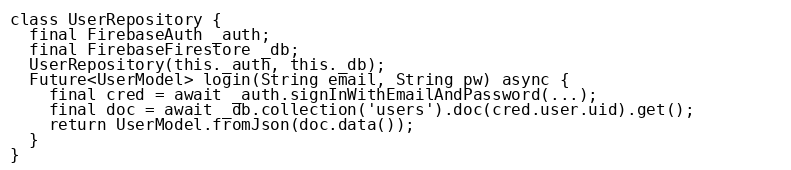 class UserRepository {
  final FirebaseAuth _auth;
  final FirebaseFirestore _db;
  UserRepository(this._auth, this._db);
  Future<UserModel> login(String email, String pw) async {
    final cred = await _auth.signInWithEmailAndPassword(...);
    final doc = await _db.collection('users').doc(cred.user.uid).get();
    return UserModel.fromJson(doc.data());
  }
}